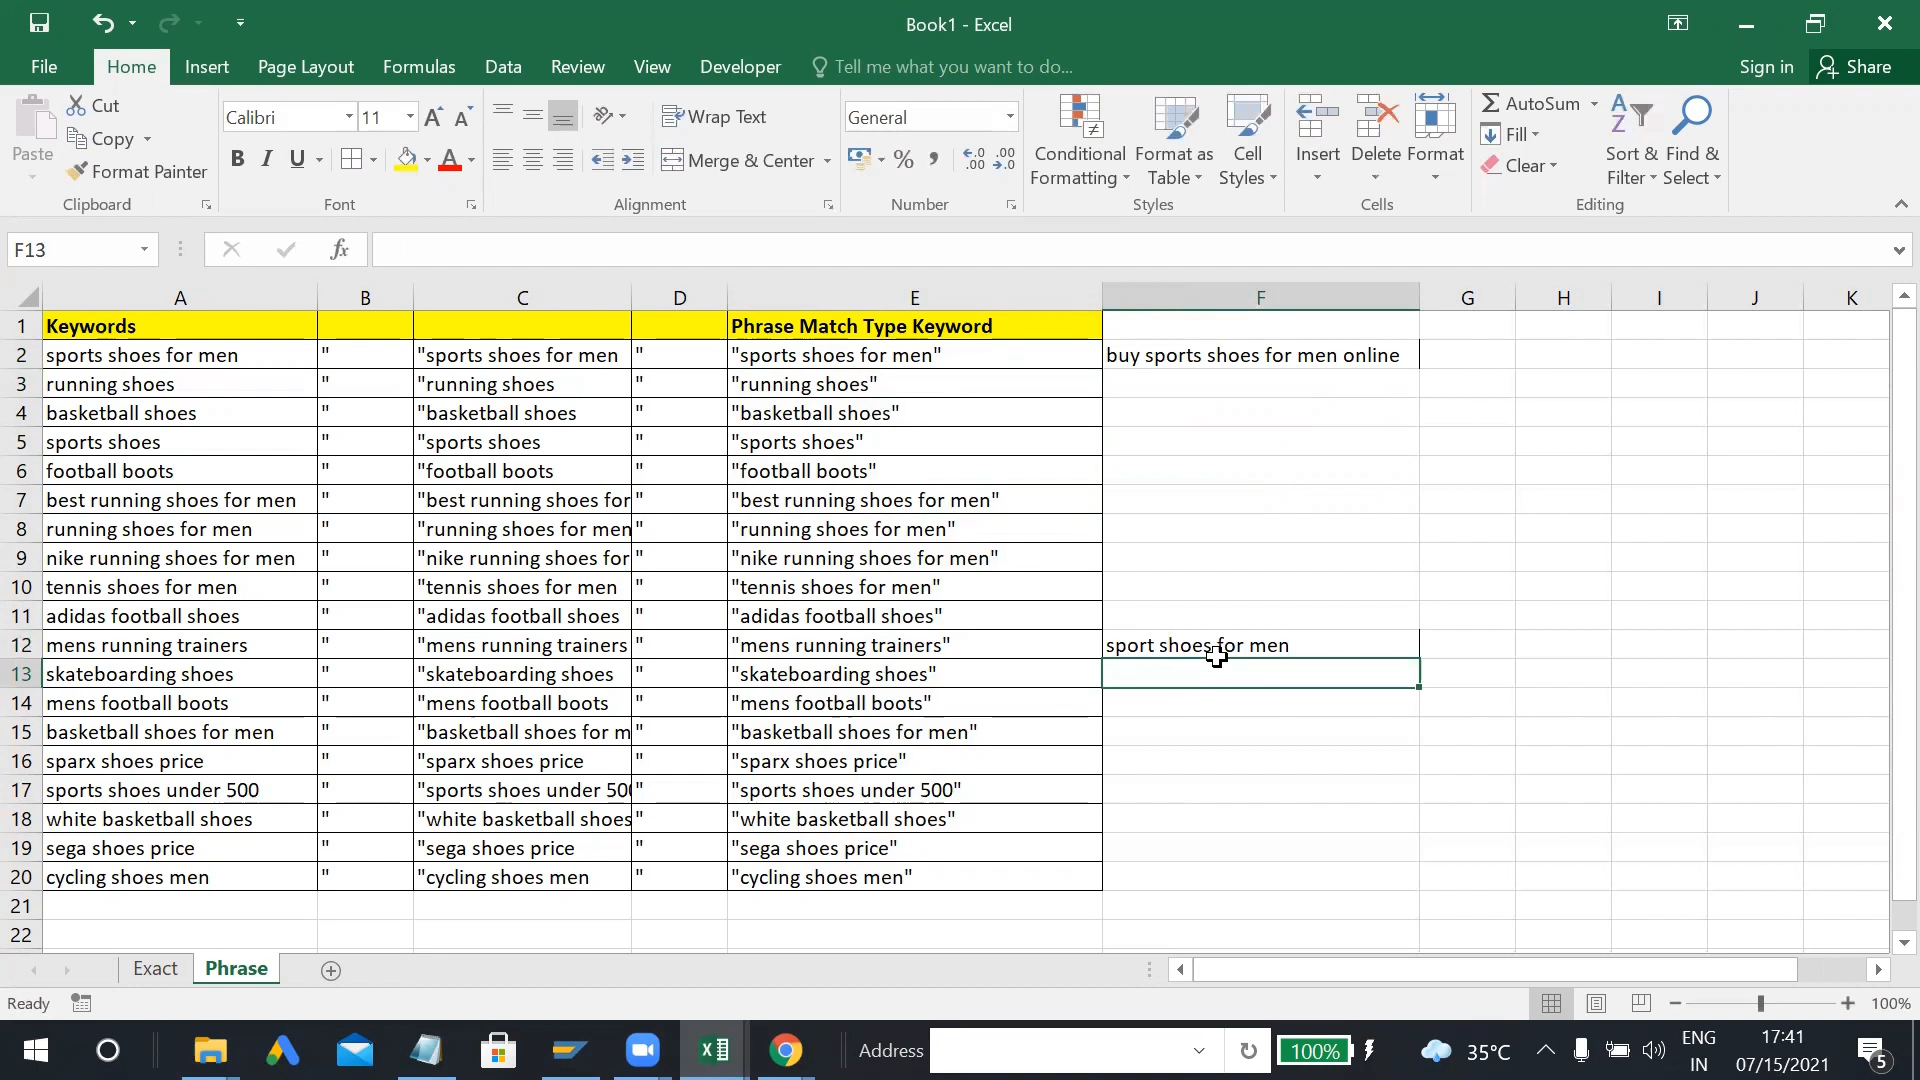 Book1 - Excel
File Home Insert Page Layout Formulas Data Review View Developer Tell me what you want to do... Sign in Share
Paste Cut Copy Format Painter Clipboard
Calibri 11 Font
Wrap Text Merge & Center Alignment
General Number
Conditional Formatting Format as Table Cell Styles Styles
Insert Delete Format Cells
AutoSum Fill Clear Sort & Filter Find & Select Editing
F13 fx
A B C D E F G H I J K
1 Keywords Phrase Match Type Keyword
2 sports shoes for men " "sports shoes for men " "sports shoes for men" buy sports shoes for men online
3 running shoes " "running shoes " "running shoes"
4 basketball shoes " "basketball shoes " "basketball shoes"
5 sports shoes " "sports shoes " "sports shoes"
6 football boots " "football boots " "football boots"
7 best running shoes for men " "best running shoes for " "best running shoes for men"
8 running shoes for men " "running shoes for men " "running shoes for men"
9 nike running shoes for men " "nike running shoes for " "nike running shoes for men"
10 tennis shoes for men " "tennis shoes for men " "tennis shoes for men"
11 adidas football shoes " "adidas football shoes " "adidas football shoes"
12 mens running trainers " "mens running trainers " "mens running trainers" sport shoes for men
13 skateboarding shoes " "skateboarding shoes " "skateboarding shoes"
14 mens football boots " "mens football boots " "mens football boots"
15 basketball shoes for men " "basketball shoes for m " "basketball shoes for men"
16 sparx shoes price " "sparx shoes price " "sparx shoes price"
17 sports shoes under 500 " "sports shoes under 50 " "sports shoes under 500"
18 white basketball shoes " "white basketball shoes " "white basketball shoes"
19 sega shoes price " "sega shoes price " "sega shoes price"
20 cycling shoes men " "cycling shoes men " "cycling shoes men"
21
22
Exact Phrase
Ready 100%
Address 100% 35°C ENG IN 17:41 07/15/2021 5